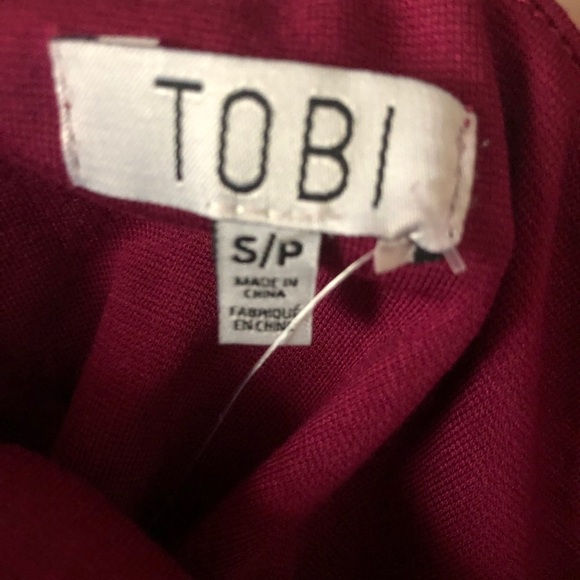 TOBI
S/P
MADE IN
CHINA
FABRIQUÉ
EN CHINE